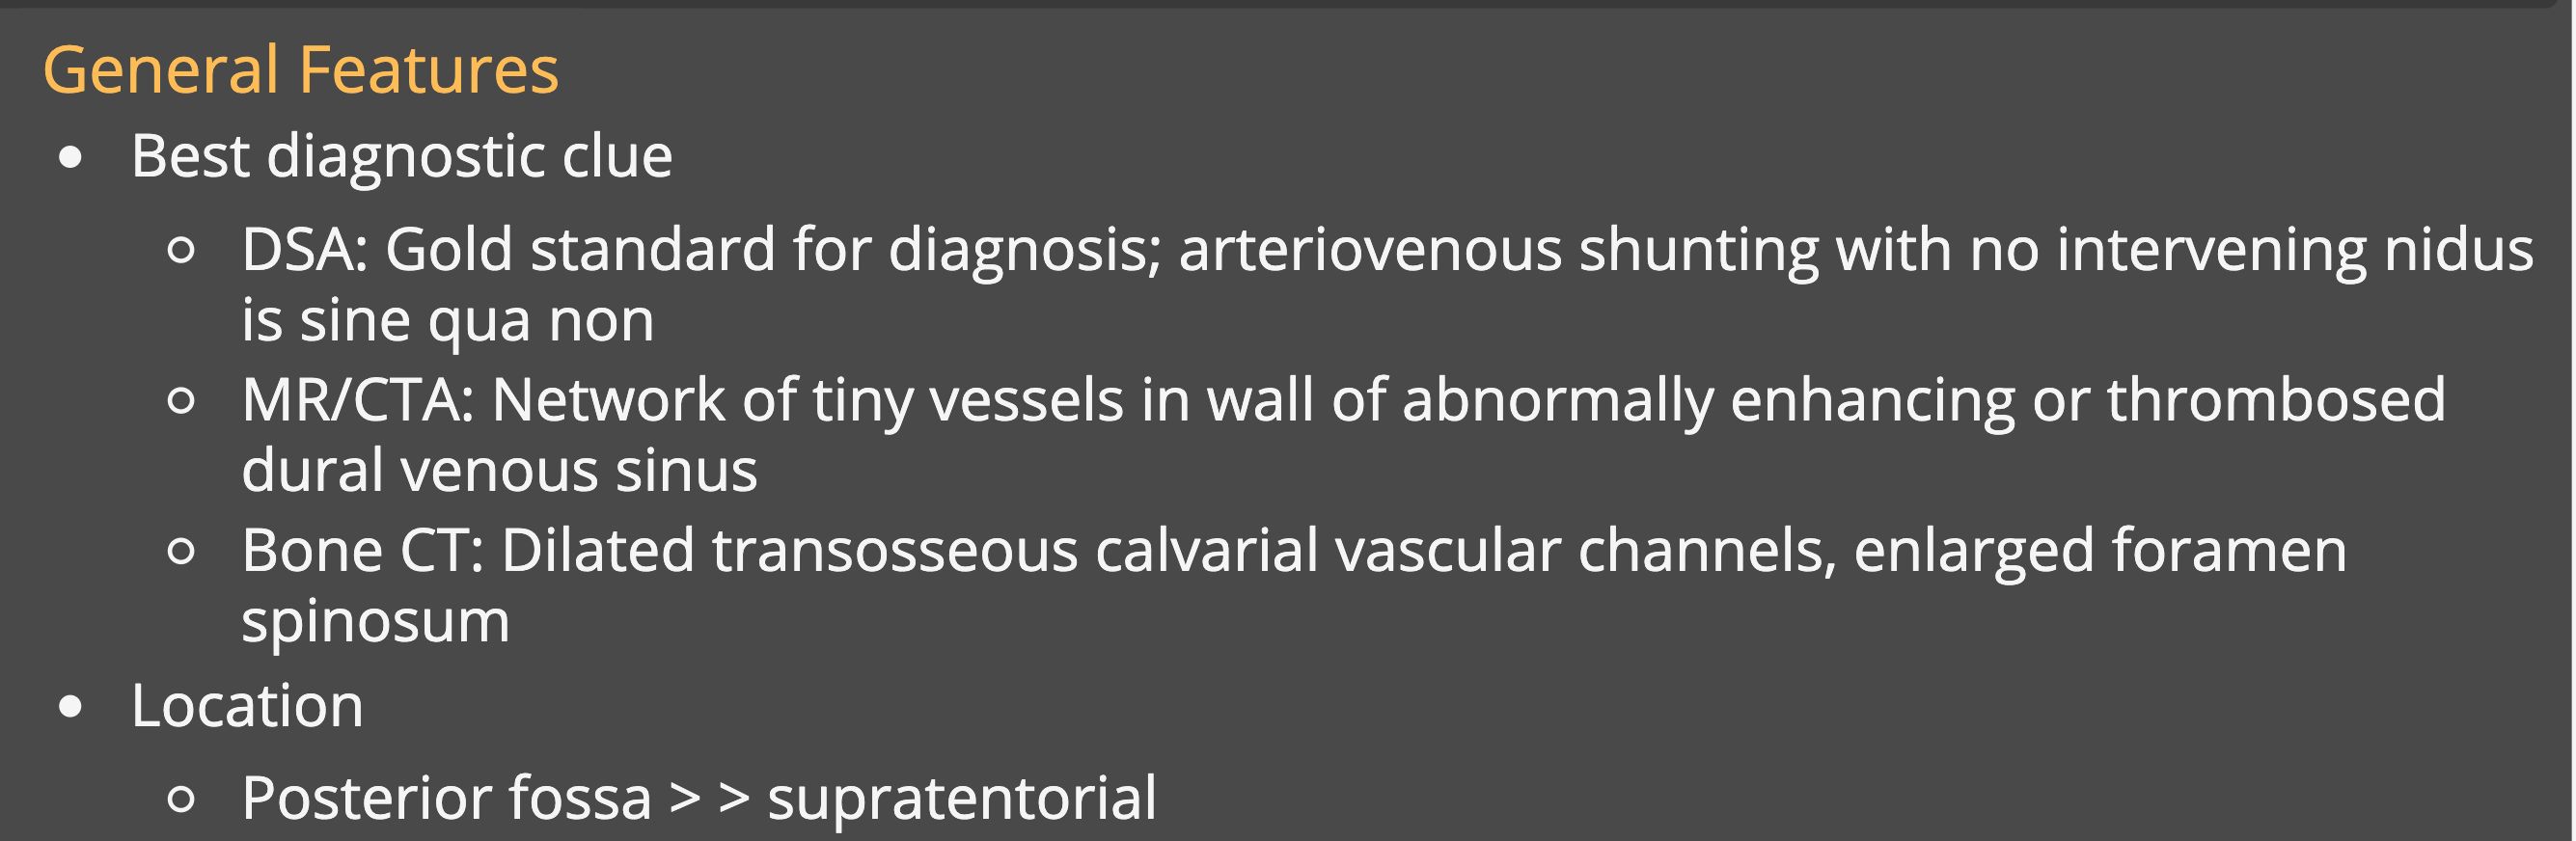 General Features
• Best diagnostic clue
○ DSA: Gold standard for diagnosis; arteriovenous shunting with no intervening nidus
is sine qua non
○ MR/CTA: Network of tiny vessels in wall of abnormally enhancing or thrombosed
dural venous sinus
○ Bone CT: Dilated transosseous calvarial vascular channels, enlarged foramen
spinosum
• Location
○ Posterior fossa > > supratentorial